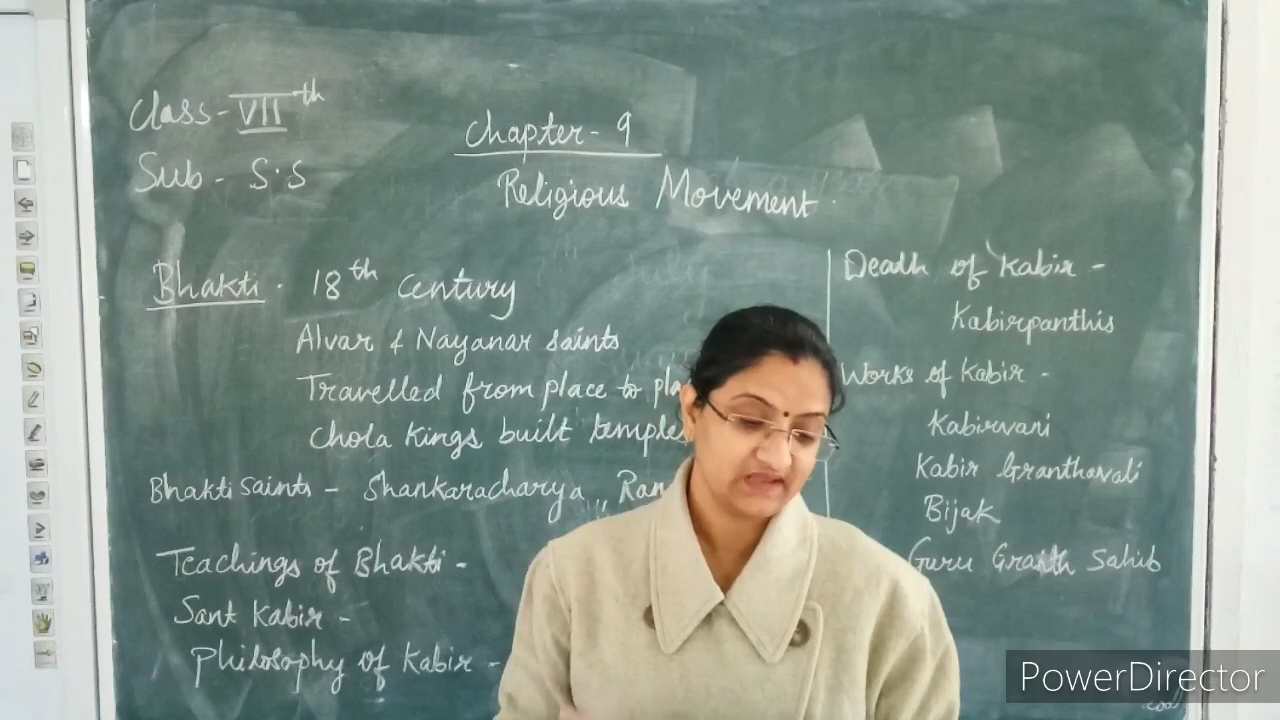 Class - VIIth
Sub - S.S
Chapter - 9
Religious Movement.
Bhakti. 18th Century
Alvar & Nayanar saints
Travelled from place to pla
Chola Kings built temples
Bhakti saints - Shankaracharya, Ram
Teachings of Bhakti -
Sant Kabir -
Philosophy of Kabir -
Death of Kabir -
Kabirpanthis
Works of Kabir -
Kabirvani
Kabir Granthavali
Bijak
Guru Granth Sahib
PowerDirector